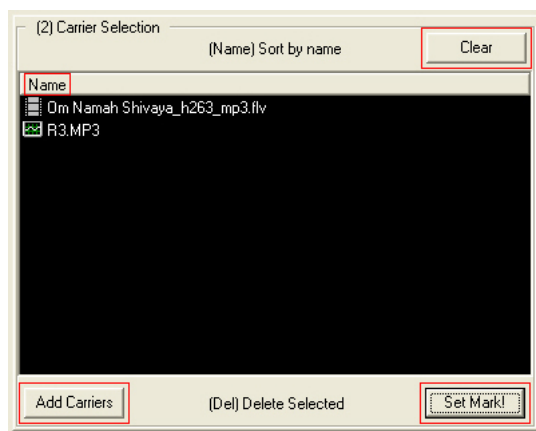 (2) Carrier Selection
(Name) Sort by name
Clear
Name
Om Namah Shivaya_h263_mp3.flv
R3.MP3
Add Carriers
(Del) Delete Selected
Set Mark!